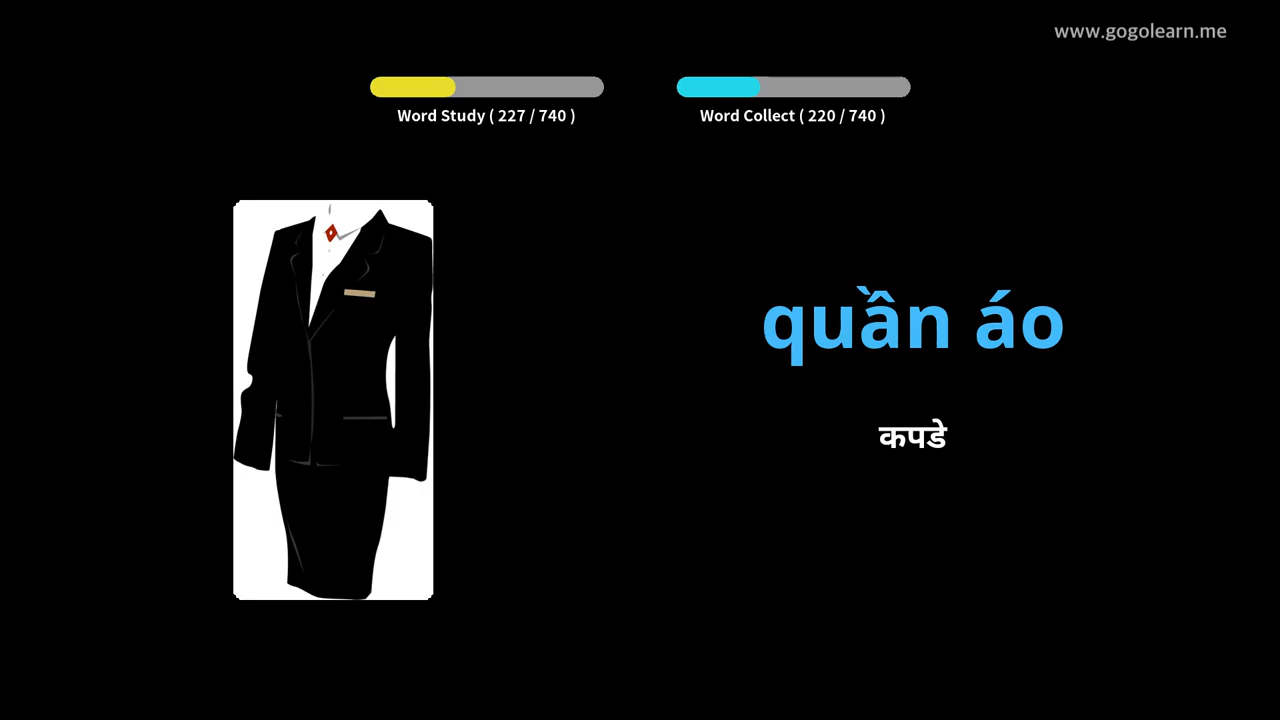 www.gogolearn.me
Word Study ( 227 / 740 )
Word Collect ( 220 / 740 )
quần áo
कपडे